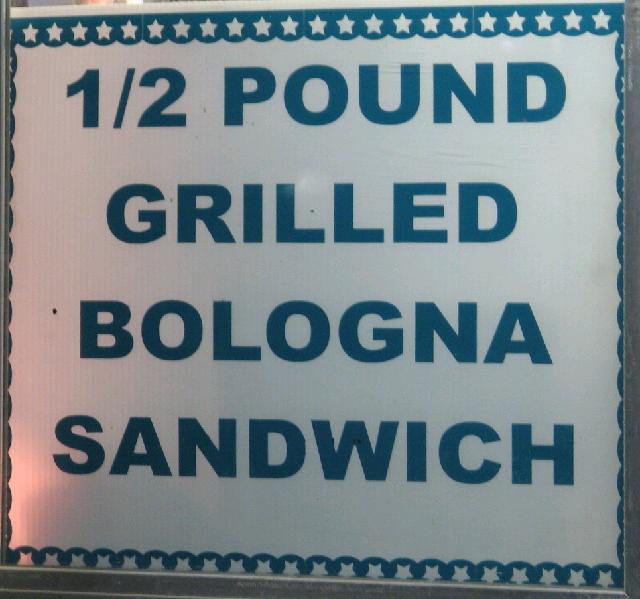 1/2 POUND
GRILLED
BOLOGNA
SANDWICH